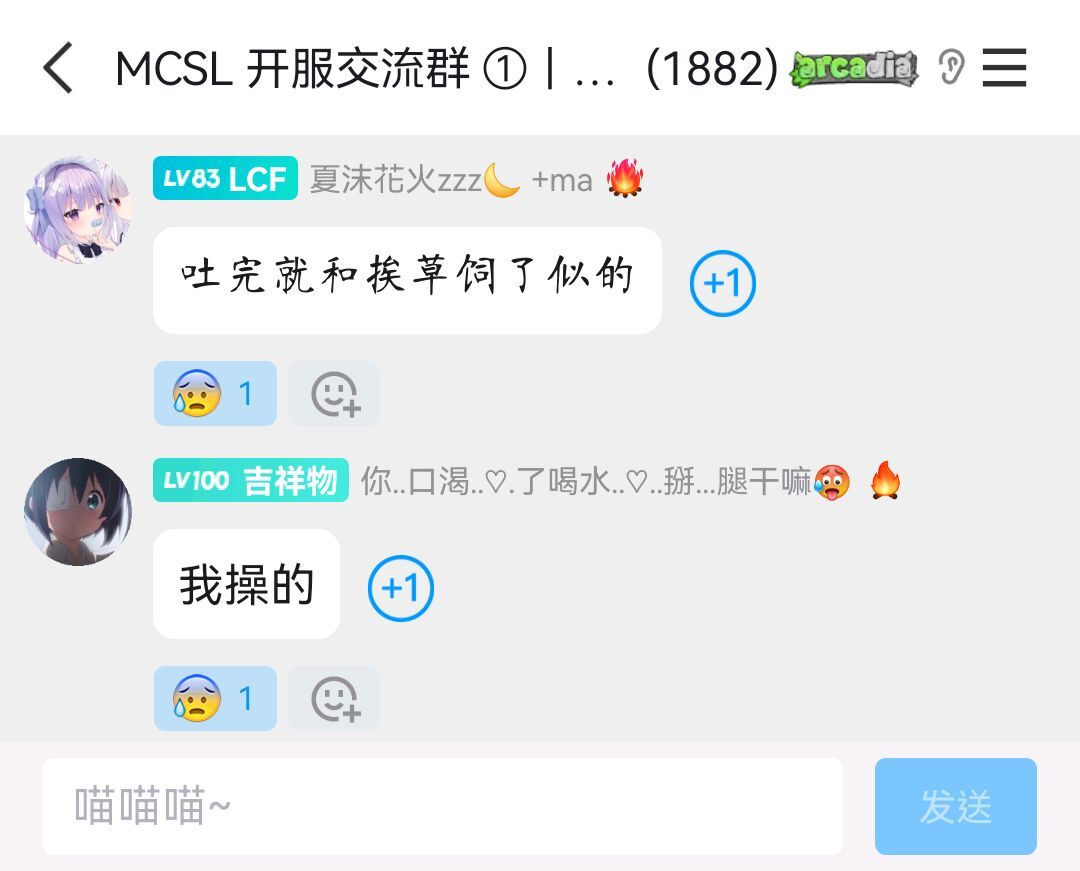 MCSL 开服交流群 ① | ... (1882) arcadia
LV83 LCF 夏沫花火zzz🌙 +ma 🔥
吐完就和挨草饲了似的
+1
😰 1
LV100 吉祥物 你..口渴..♡.了喝水..♡..掰...腿干嘛🥵 🔥
我操的
+1
😰 1
喵喵喵~
发送